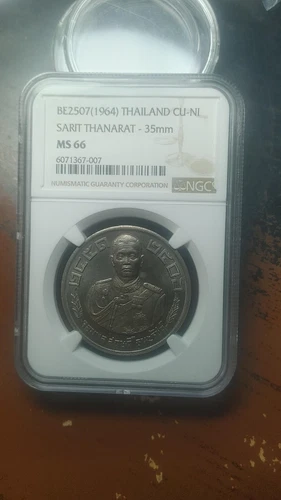 BE2507(1964) THAILAND CU-NI
SARIT THANARAT - 35mm
MS 66
6071367-007
NUMISMATIC GUARANTY CORPORATION
NGC